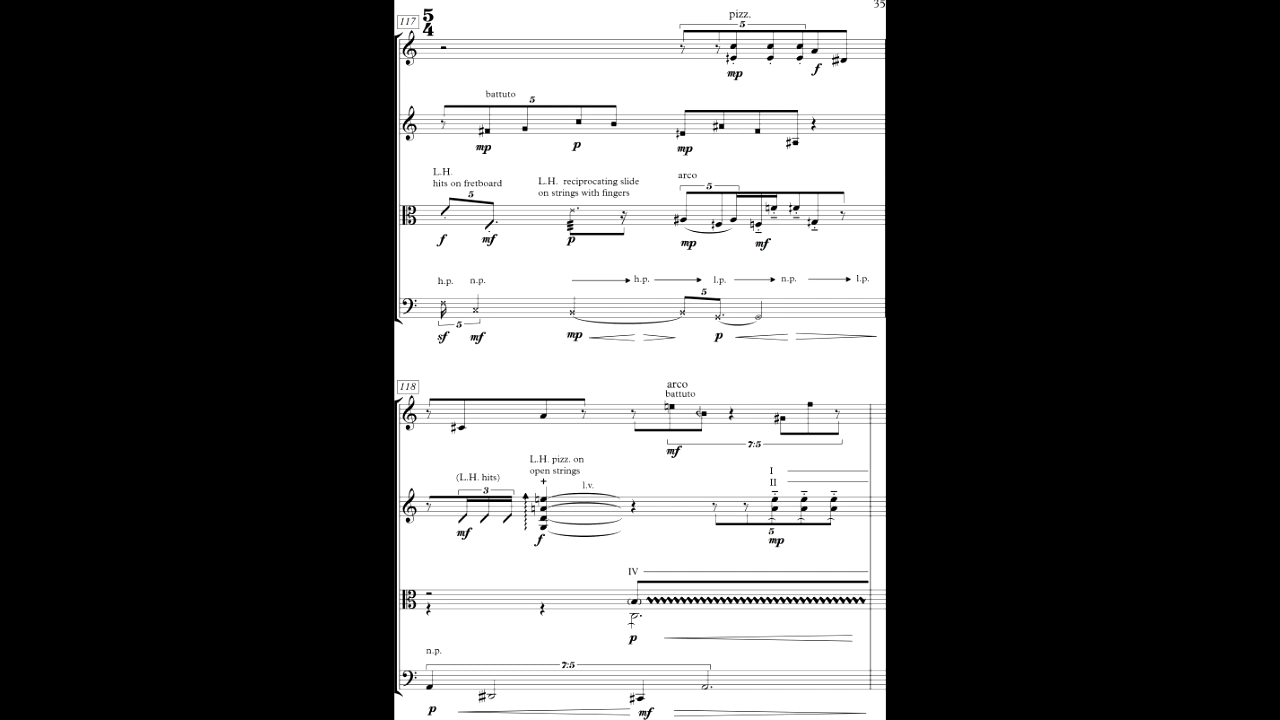 35
117
5
4
pizz.
5
mp f
battuto
5
mp p mp
L.H.
hits on fretboard
5
L.H. reciprocating slide
on strings with fingers
arco
5
f mf p mp mf
h.p. n.p. h.p. l.p. n.p. l.p.
5
5
sf mf mp p
118
arco
battuto
7:5
mf
(L.H. hits)
3
L.H. pizz. on
open strings
+
l.v.
I
II
5
mf f mp
IV
p
n.p.
7:5
p mf